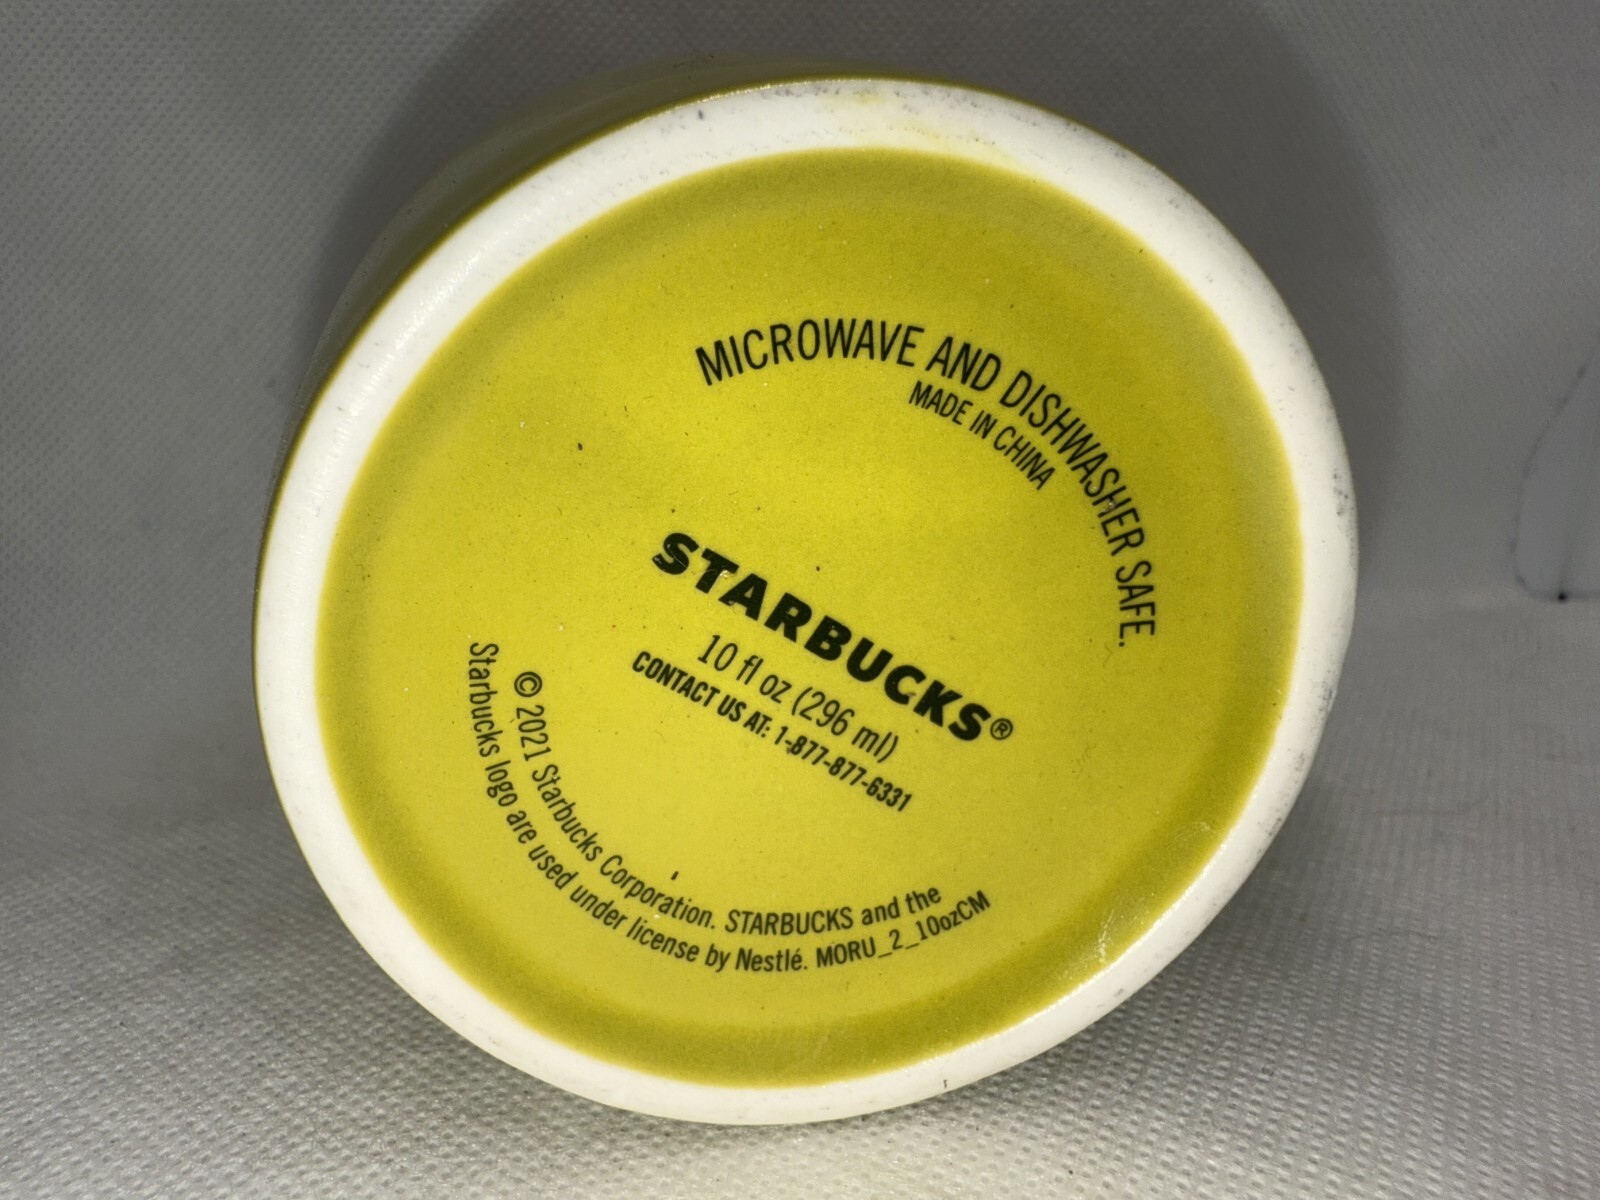 MICROWAVE AND DISHWASHER SAFE.
MADE IN CHINA
STARBUCKS®
10 fl oz (296 ml)
CONTACT US AT: 1-877-877-6331
© 2021 Starbucks Corporation. STARBUCKS and the
Starbucks logo are used under license by Nestlé. MORU_2_10ozCM